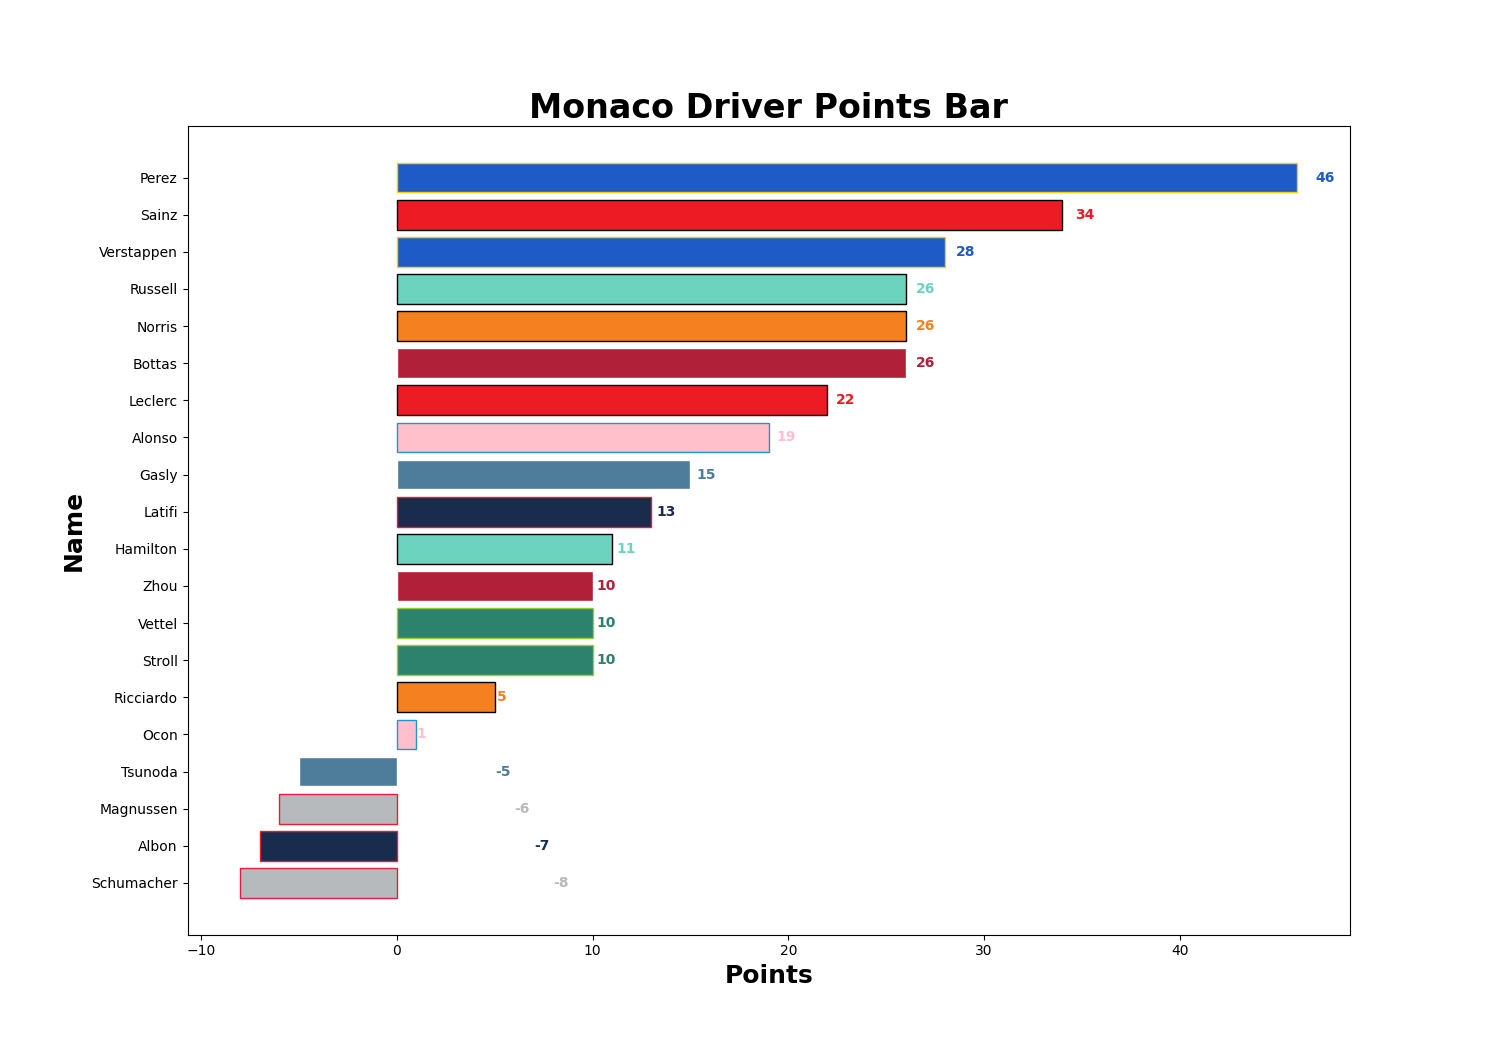 Monaco Driver Points Bar
Name
Perez 46
Sainz 34
Verstappen 28
Russell 26
Norris 26
Bottas 26
Leclerc 22
Alonso 19
Gasly 15
Latifi 13
Hamilton 11
Zhou 10
Vettel 10
Stroll 10
Ricciardo 5
Ocon 1
Tsunoda -5
Magnussen -6
Albon -7
Schumacher -8
−10 0 10 20 30 40
Points